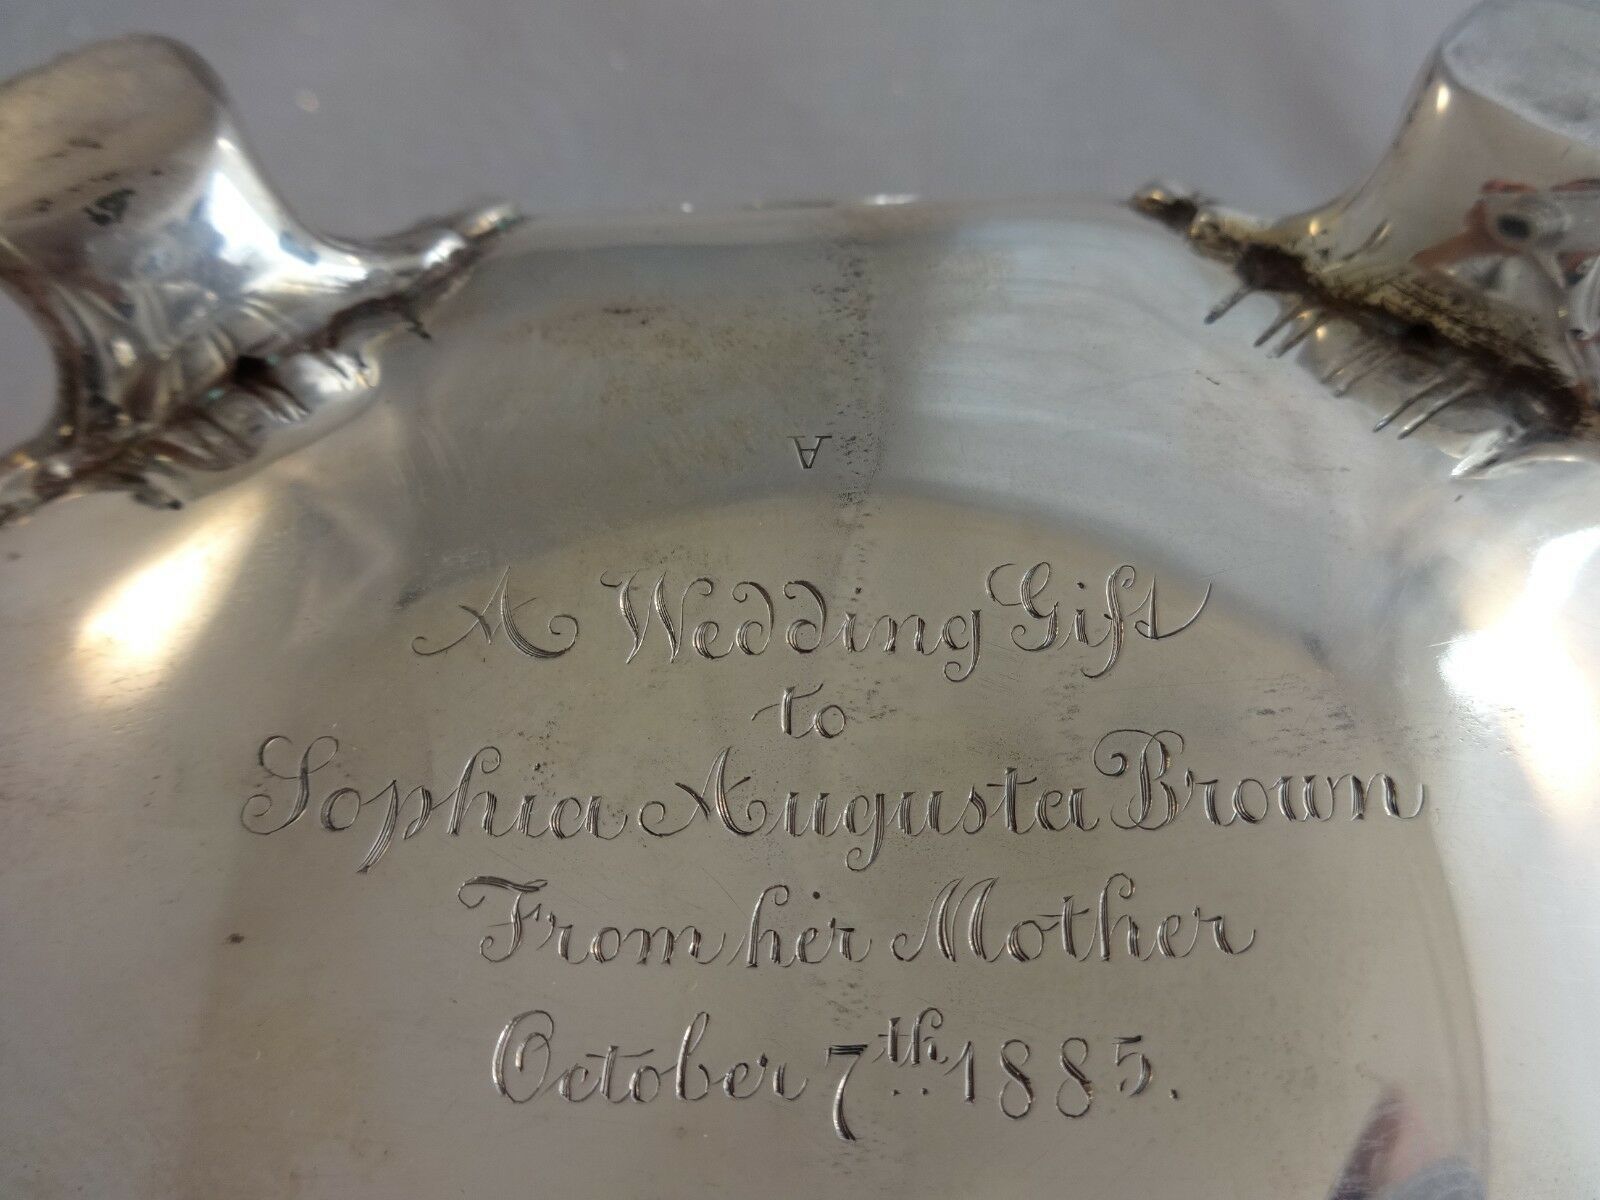 A
A Wedding Gift
to
Sophia Augusta Brown
From her Mother
October 7th 1885.